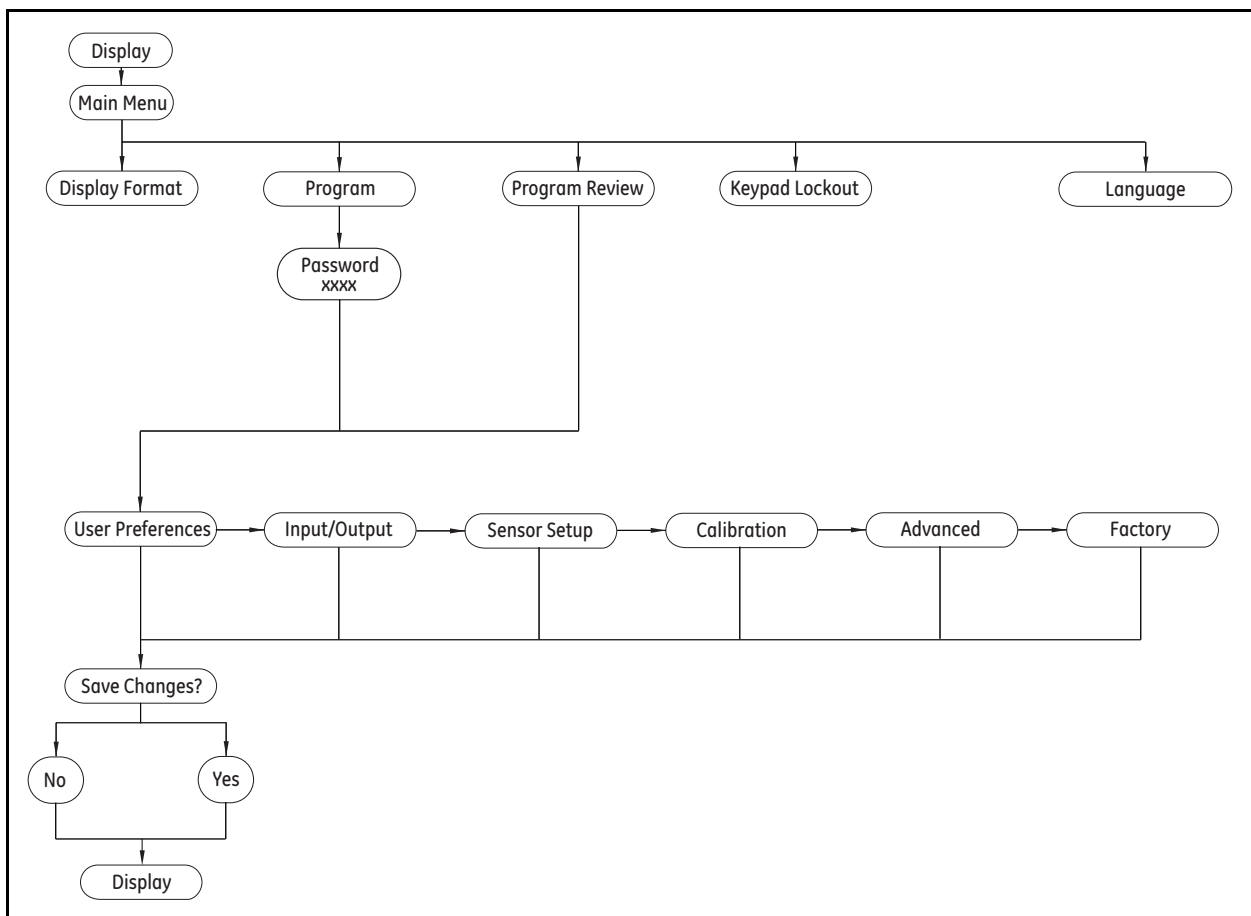 Display
Main Menu
Display Format
Program
Program Review
Keypad Lockout
Language
Password
xxxx
User Preferences
Input/Output
Sensor Setup
Calibration
Advanced
Factory
Save Changes?
No
Yes
Display